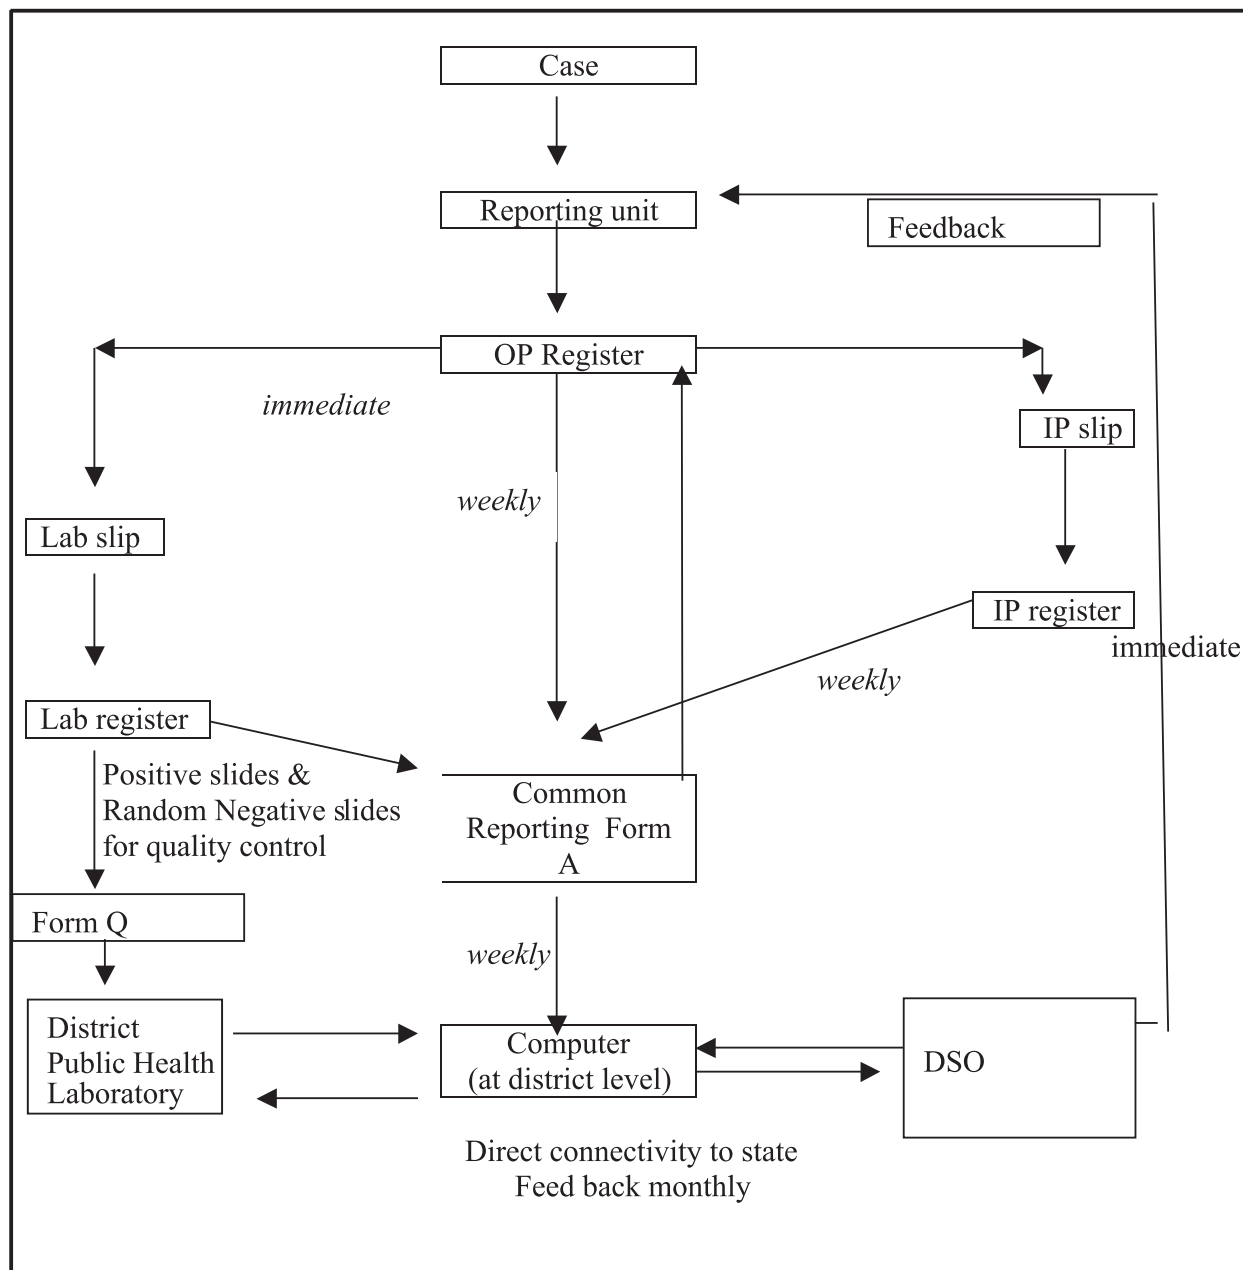 Case
Reporting unit
Feedback
OP Register
immediate
IP slip
weekly
Lab slip
IP register
immediate
weekly
Lab register
Positive slides &
Random Negative slides
for quality control
Common
Reporting Form
A
Form Q
weekly
District
Public Health
Laboratory
Computer
(at district level)
DSO
Direct connectivity to state
Feed back monthly